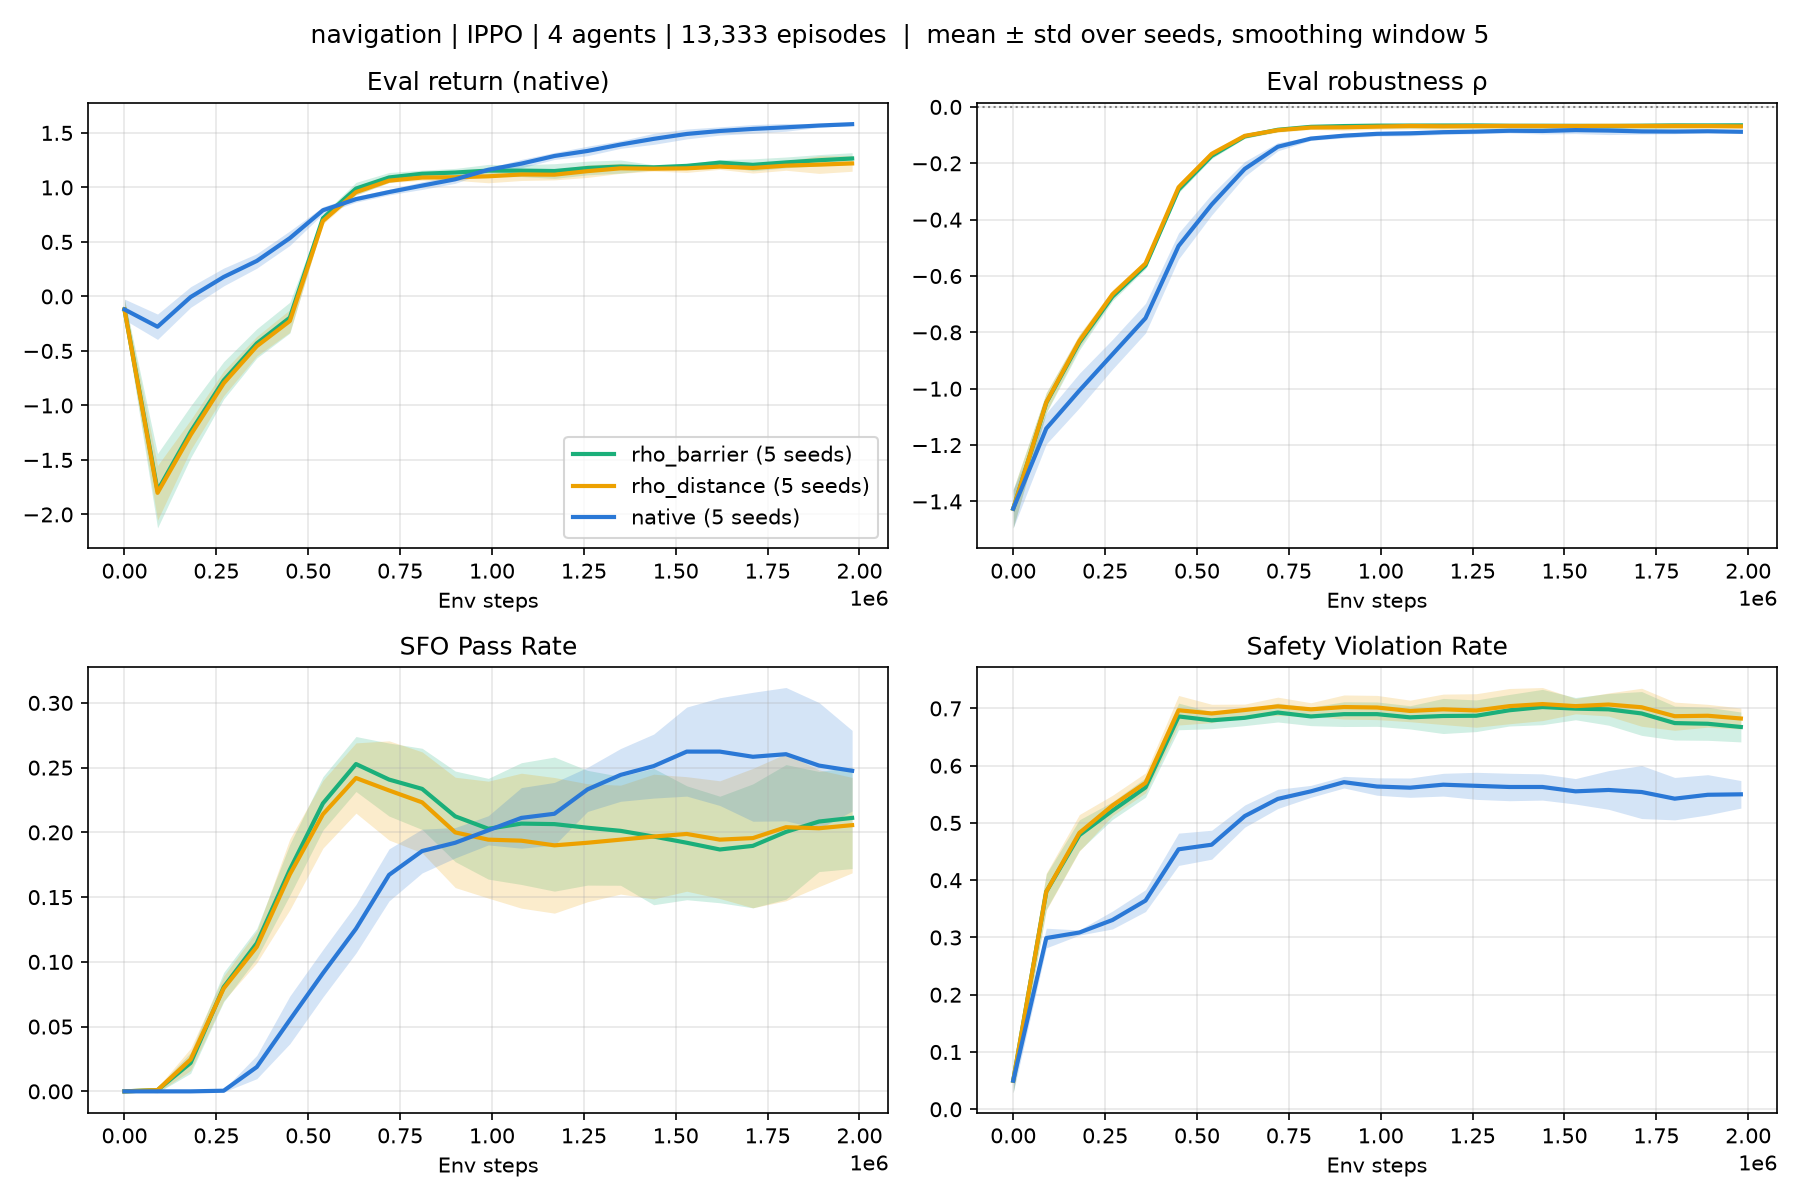 navigation | IPPO | 4 agents | 13,333 episodes  |  mean ± std over seeds, smoothing window 5
Eval return (native)
1.5
1.0
0.5
0.0
−0.5
−1.0
−1.5
−2.0
rho_barrier (5 seeds)
rho_distance (5 seeds)
native (5 seeds)
0.00 0.25 0.50 0.75 1.00 1.25 1.50 1.75 2.00
1e6
Env steps
Eval robustness ρ
0.0
−0.2
−0.4
−0.6
−0.8
−1.0
−1.2
−1.4
0.00 0.25 0.50 0.75 1.00 1.25 1.50 1.75 2.00
1e6
Env steps
SFO Pass Rate
0.30
0.25
0.20
0.15
0.10
0.05
0.00
0.00 0.25 0.50 0.75 1.00 1.25 1.50 1.75 2.00
1e6
Env steps
Safety Violation Rate
0.7
0.6
0.5
0.4
0.3
0.2
0.1
0.0
0.00 0.25 0.50 0.75 1.00 1.25 1.50 1.75 2.00
1e6
Env steps